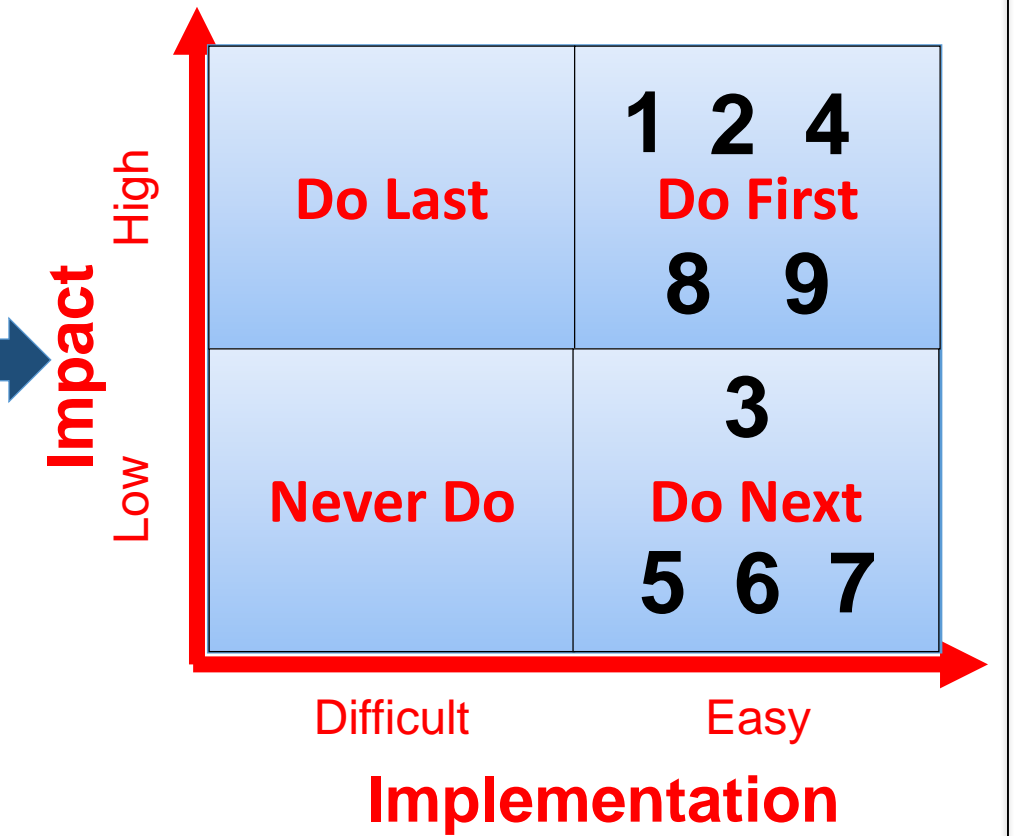 Impact
High
Low
Do Last
1 2 4
Do First
8 9
Never Do
3
Do Next
5 6 7
Difficult
Easy
Implementation